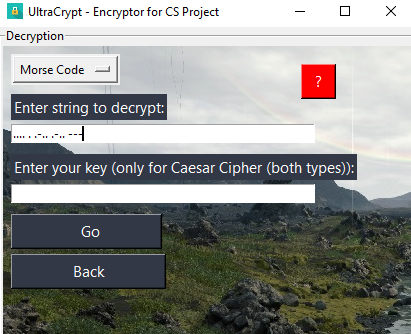 UltraCrypt - Encryptor for CS Project
Decryption
Morse Code
?
Enter string to decrypt:
.... . .-.. .-.. ---
Enter your key (only for Caesar Cipher (both types)):
Go
Back